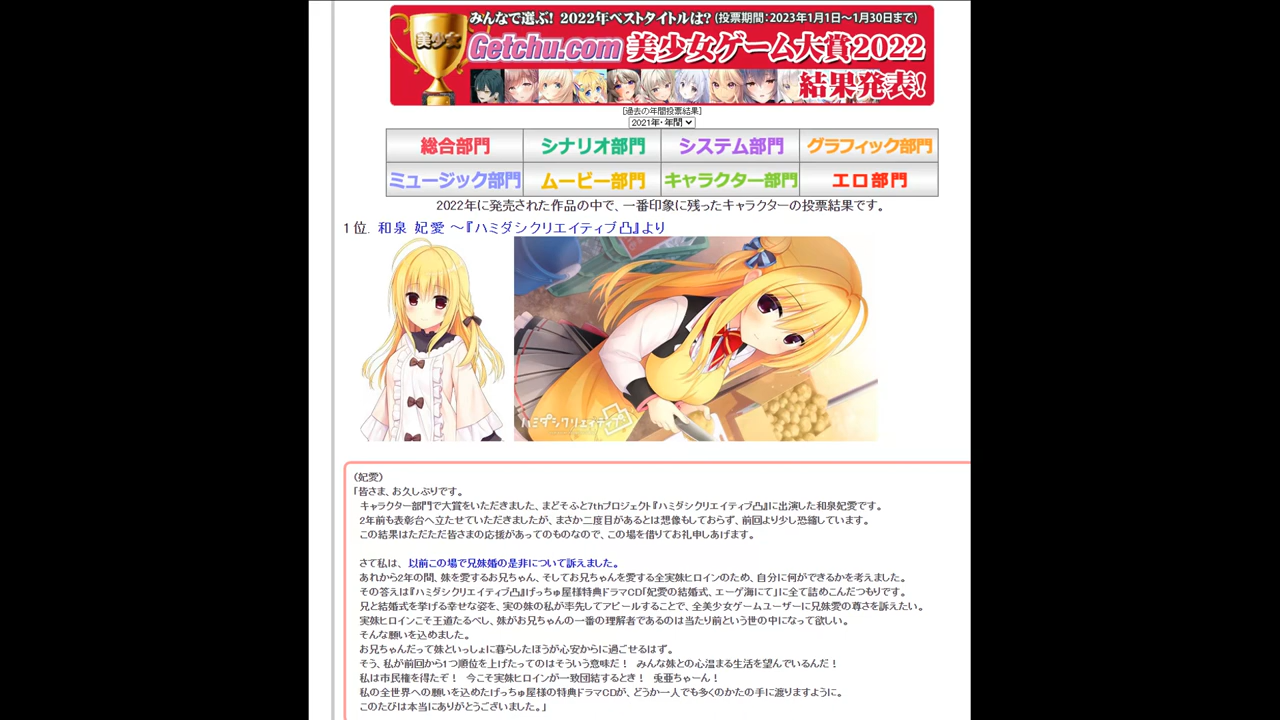 みんなで選ぶ! 2022年ベストタイトルは? (投票期間:2023年1月1日~1月30日まで)
美少女
Getchu.com 美少女ゲーム大賞2022
結果発表!
[過去の年間投票結果]
2021年・年間
総合部門 シナリオ部門 システム部門 グラフィック部門
ミュージック部門 ムービー部門 キャラクター部門 エロ部門
2022年に発売された作品の中で、一番印象に残ったキャラクターの投票結果です。
1位. 和泉 妃愛 ~『ハミダシクリエイティブ凸』より
ハミダシクリエイティブ
(妃愛)
「皆さま、お久しぶりです。
キャラクター部門で大賞をいただきました、まどそふと7thプロジェクト『ハミダシクリエイティブ凸』に出演した和泉妃愛です。
2年前も表彰台へ立たせていただきましたが、まさか二度目があるとは想像もしておらず、前回より少し恐縮しています。
この結果はただただ皆さまの応援があってのものなので、この場を借りてお礼申しあげます。
さて私は、以前この場で兄妹婚の是非について訴えました。
あれから2年の間、妹を愛するお兄ちゃん、そしてお兄ちゃんを愛する全実妹ヒロインのため、自分に何ができるかを考えました。
その答えは『ハミダシクリエイティブ凸』げっちゅ屋様特典ドラマCD「妃愛の結婚式、エーゲ海にて」に全て詰めこんだつもりです。
兄と結婚式を挙げる幸せな姿を、実の妹の私が率先してアピールすることで、全美少女ゲームユーザーに兄妹愛の尊さを訴えたい。
実妹ヒロインこそ王道たるべし、妹がお兄ちゃんの一番の理解者であるのは当たり前という世の中になって欲しい。
そんな願いを込めました。
お兄ちゃんだって妹といっしょに暮らしたほうが心安らかに過ごせるはず。
そう、私が前回から1つ順位を上げたってのはそういう意味だ! みんな妹との心温まる生活を望んでいるんだ!
私は市民権を得たぞ! 今こそ実妹ヒロインが一致団結するとき! 兎亜ちゃーん!
私の全世界への願いを込めたげっちゅ屋様の特典ドラマCDが、どうか一人でも多くのかたの手に渡りますように。
このたびは本当にありがとうございました。」